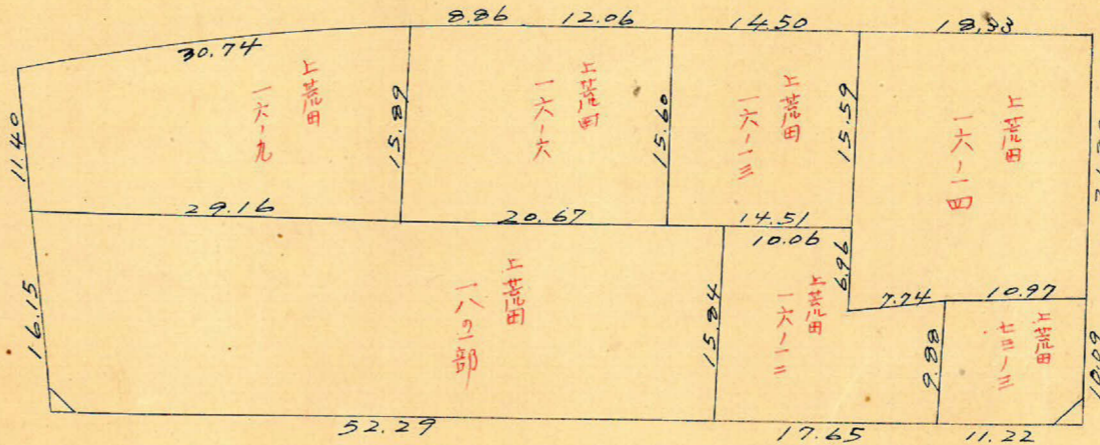 8.86 12.06 14.50 18.33
30.74
11.40
上荒田
一六ノ九
15.89
上荒田
一六ノ六
15.60
上荒田
一六ノ一三
15.59
上荒田
一六ノ一四
29.16 20.67 14.51
10.06
6.96
7.74 10.97
16.15
上荒田
一八の一部
15.84
上荒田
一六ノ一二
9.88
上荒田
七三ノ三
10.09
52.29 17.65 11.22